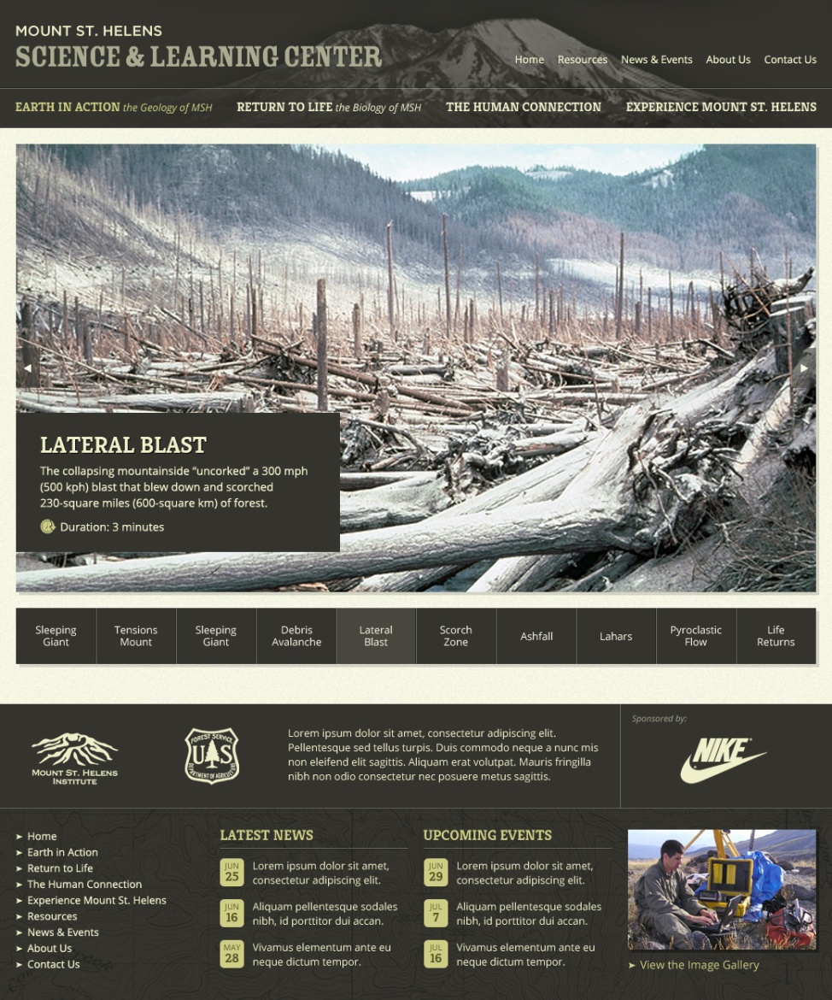 MOUNT ST. HELENS
SCIENCE & LEARNING CENTER
Home Resources News & Events About Us Contact Us
EARTH IN ACTION the Geology of MSH RETURN TO LIFE the Biology of MSH THE HUMAN CONNECTION EXPERIENCE MOUNT ST. HELENS
LATERAL BLAST
The collapsing mountainside “uncorked” a 300 mph
(500 kph) blast that blew down and scorched
230-square miles (600-square km) of forest.
Duration: 3 minutes
Sleeping
Giant
Tensions
Mount
Sleeping
Giant
Debris
Avalanche
Lateral
Blast
Scorch
Zone
Ashfall
Lahars
Pyroclastic
Flow
Life
Returns
MOUNT ST. HELENS
INSTITUTE
FOREST SERVICE
U S
DEPARTMENT OF AGRICULTURE
Lorem ipsum dolor sit amet, consectetur adipiscing elit.
Pellentesque sed tellus turpis. Duis commodo neque a nunc mis
non eleifend elit sagittis. Aliquam erat volutpat. Mauris fringilla
nibh non odio consectetur nec posuere metus sagittis.
Sponsored by:
NIKE
Home
Earth in Action
Return to Life
The Human Connection
Experience Mount St. Helens
Resources
News & Events
About Us
Contact Us
LATEST NEWS
JUN
25
Lorem ipsum dolor sit amet,
consectetur adipiscing elit.
JUN
16
Aliquam pellentesque sodales
nibh, id porttitor dui accan.
MAY
28
Vivamus elementum ante eu
neque dictum tempor.
UPCOMING EVENTS
JUN
29
Lorem ipsum dolor sit amet,
consectetur adipiscing elit.
JUL
7
Aliquam pellentesque sodales
nibh, id porttitor dui accan.
JUL
16
Vivamus elementum ante eu
neque dictum tempor.
View the Image Gallery